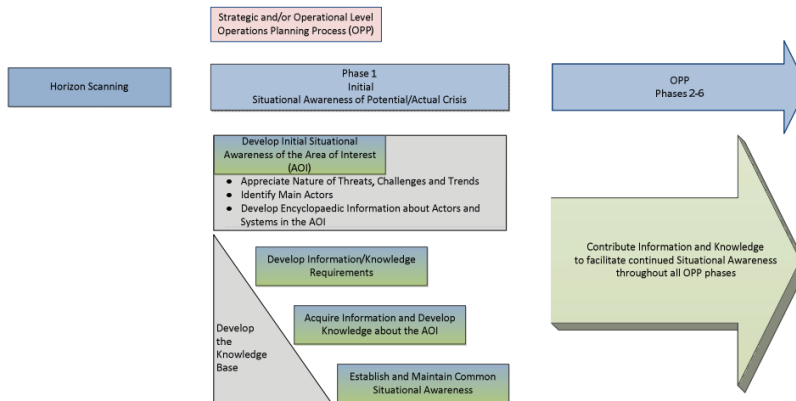 Strategic and/or Operational Level
Operations Planning Process (OPP)
Horizon Scanning
Phase 1
Initial
Situational Awareness of Potential/Actual Crisis
OPP
Phases 2-6
Develop Initial Situational
Awareness of the Area of Interest
(AOI)
● Appreciate Nature of Threats, Challenges and Trends
● Identify Main Actors
● Develop Encyclopaedic Information about Actors and
Systems in the AOI
Develop Information/Knowledge
Requirements
Acquire Information and Develop
Knowledge about the AOI
Establish and Maintain Common
Situational Awareness
Develop
the
Knowledge
Base
Contribute Information and Knowledge
to facilitate continued Situational Awareness
throughout all OPP phases